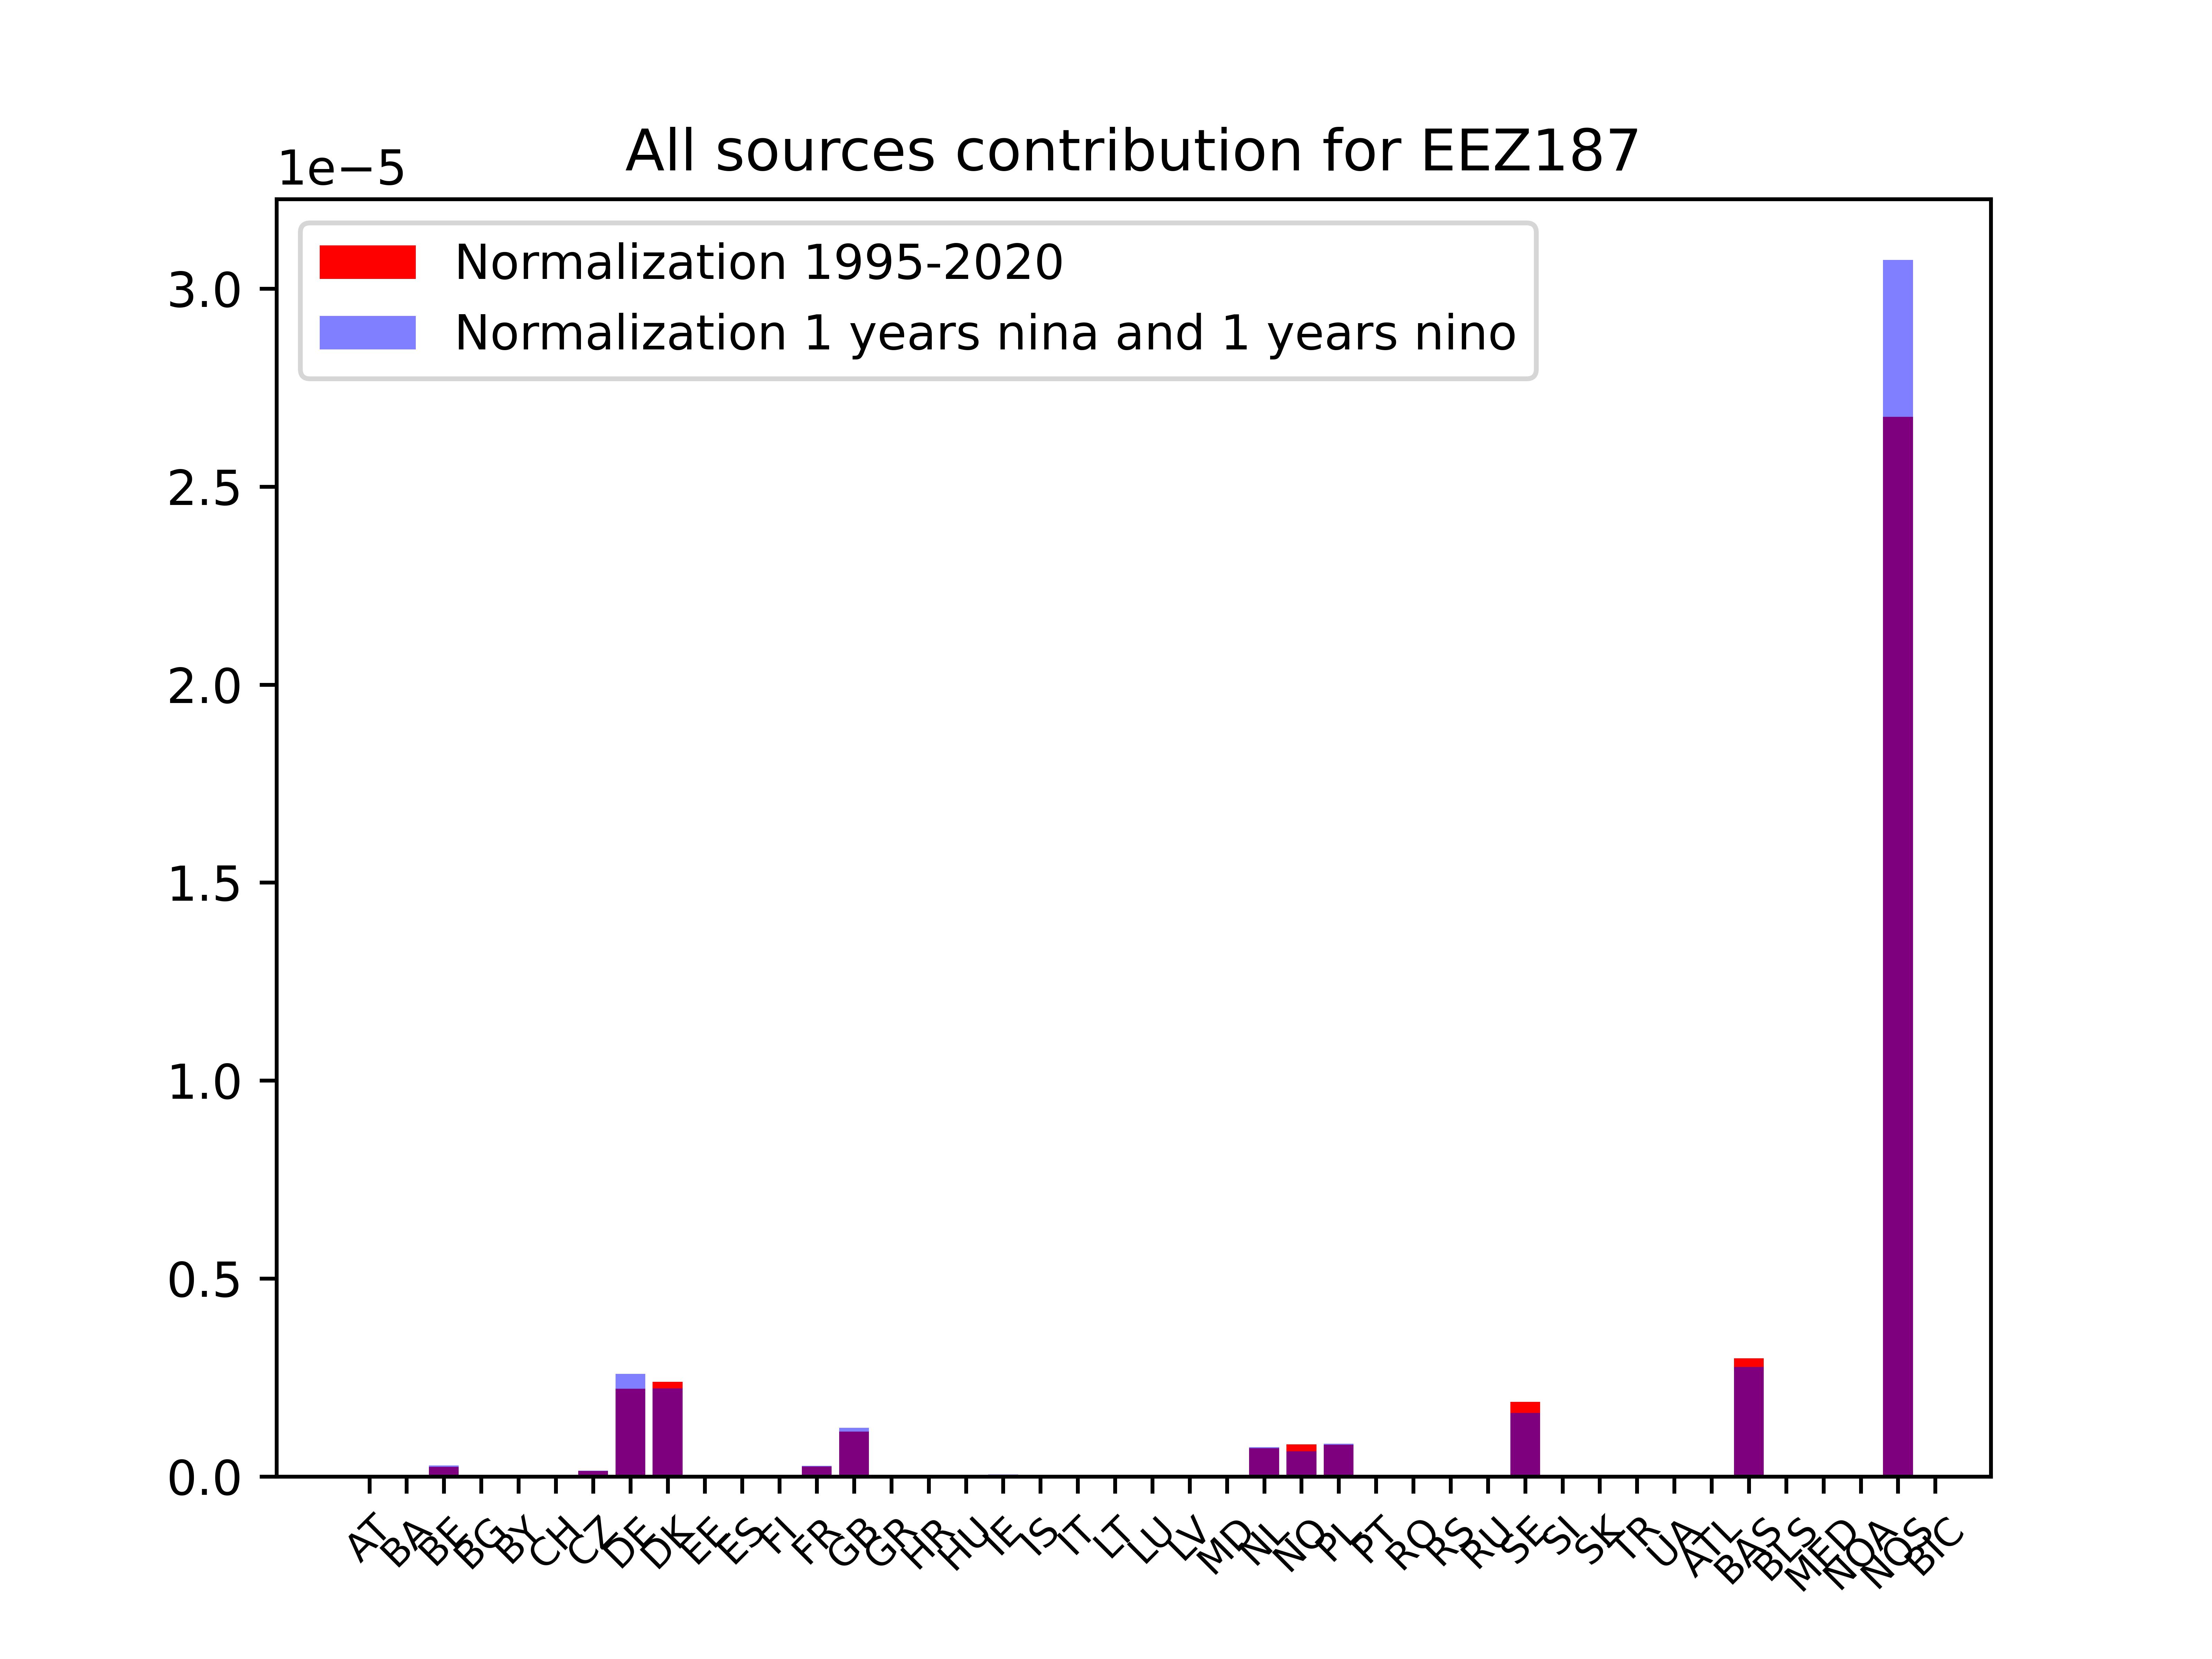 All sources contribution for EEZ187
1e−5
Normalization 1995-2020
Normalization 1 years nina and 1 years nino
3.0
2.5
2.0
1.5
1.0
0.5
0.0
AT BA BE BG BY CH CZ DE DK EE ES FI FR GB GR HR HU IE IS IT LT LU LV MD NL NO PL PT RO RS RU SE SI SK TR UA ATL BAS BLS MED NOA NOS BIC